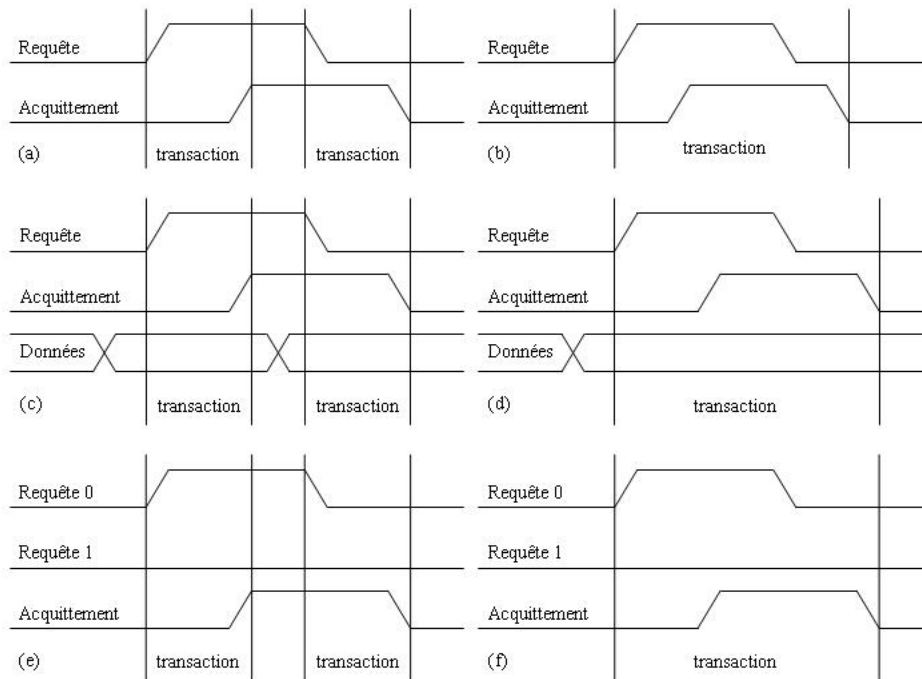 Requête
Acquittement
(a)
transaction
transaction
Requête
Acquittement
(b)
transaction
Requête
Acquittement
Données
(c)
transaction
transaction
Requête
Acquittement
Données
(d)
transaction
Requête 0
Requête 1
Acquittement
(e)
transaction
transaction
Requête 0
Requête 1
Acquittement
(f)
transaction